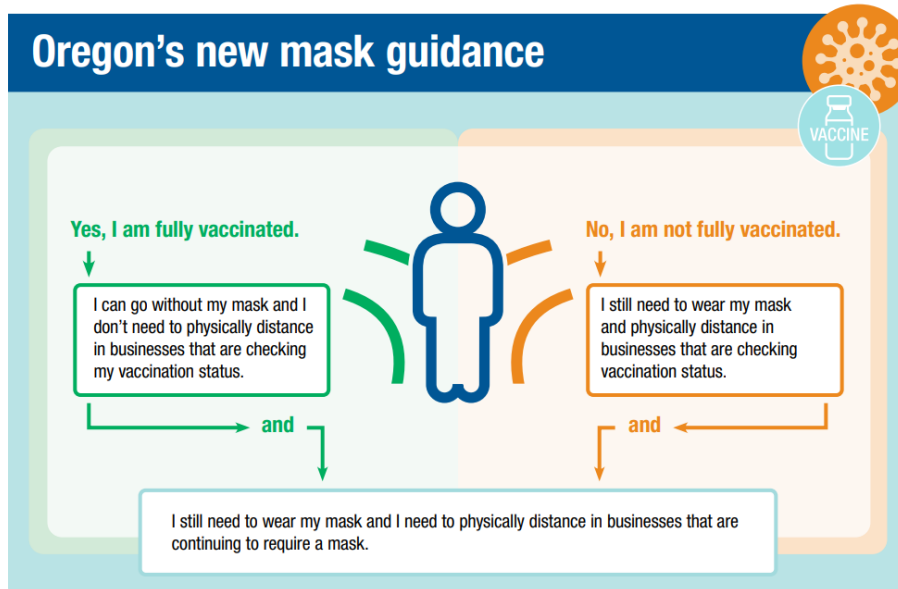 Oregon's new mask guidance
VACCINE
Yes, I am fully vaccinated.
I can go without my mask and I
don't need to physically distance
in businesses that are checking
my vaccination status.
and
No, I am not fully vaccinated.
I still need to wear my mask
and physically distance in
businesses that are checking
vaccination status.
and
I still need to wear my mask and I need to physically distance in businesses that are
continuing to require a mask.